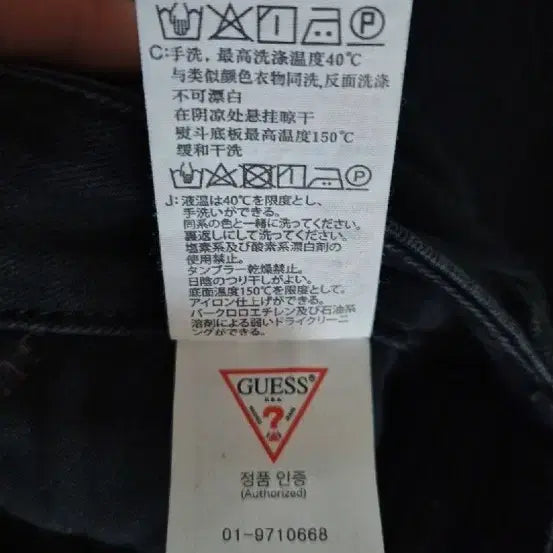 C:手洗，最高洗涤温度40℃
与类似颜色衣物同洗,反面洗涤
不可漂白
在阴凉处悬挂晾干
熨斗底板最高温度150℃
缓和干洗
J:液温は40℃を限度とし、
手洗いができる。
同系の色と一緒に洗ってください。
裏返しにして洗ってください。
塩素系及び酸素系漂白剤の
使用禁止。
タンブラー乾燥禁止。
日陰のつり干しがよい。
底面温度150℃を限度として、
アイロン仕上げができる。
パークロロエチレン及び石油系
溶剤による弱いドライクリーニ
ングができる。
GUESS®
U.S.A.
?
정품 인증
(Authorized)
01-9710668